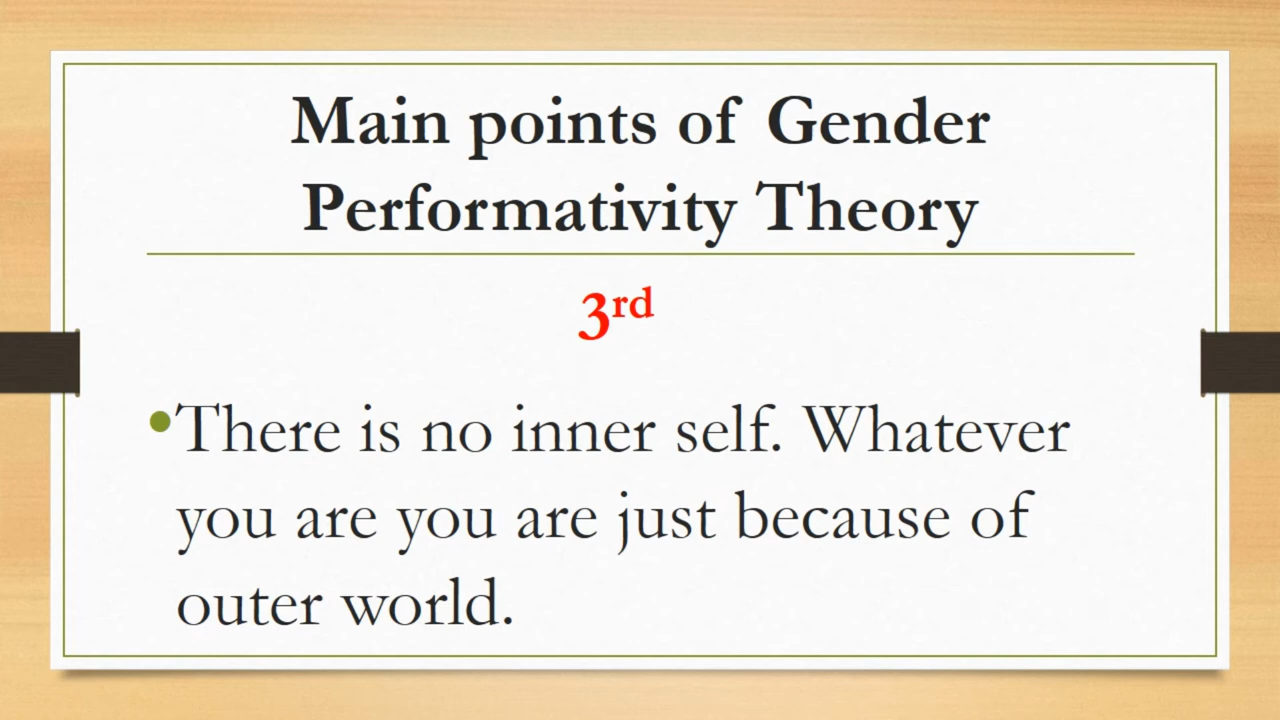 Main points of Gender
Performativity Theory
3rd
•There is no inner self. Whatever
you are you are just because of
outer world.